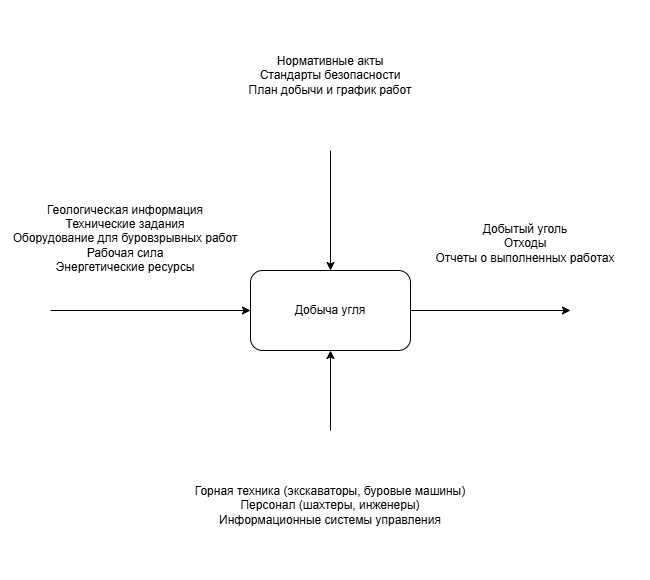 Нормативные акты
Стандарты безопасности
План добычи и график работ
Геологическая информация
Технические задания
Оборудование для буровзрывных работ
Рабочая сила
Энергетические ресурсы
Добытый уголь
Отходы
Отчеты о выполненных работах
Добыча угля
Горная техника (экскаваторы, буровые машины)
Персонал (шахтеры, инженеры)
Информационные системы управления